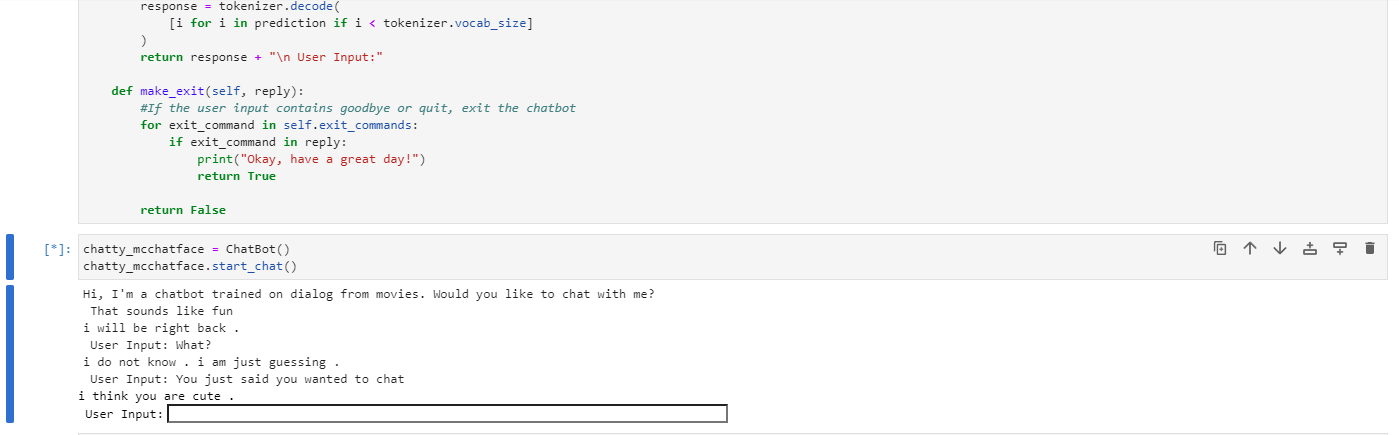 response = tokenizer.decode(
[i for i in prediction if i < tokenizer.vocab_size]
)
return response + "\n User Input:"
def make_exit(self, reply):
#If the user input contains goodbye or quit, exit the chatbot
for exit_command in self.exit_commands:
if exit_command in reply:
print("Okay, have a great day!")
return True
return False
[*]: chatty_mcchatface = ChatBot()
chatty_mcchatface.start_chat()
Hi, I'm a chatbot trained on dialog from movies. Would you like to chat with me?
That sounds like fun
i will be right back .
User Input: What?
i do not know . i am just guessing .
User Input: You just said you wanted to chat
i think you are cute .
User Input: